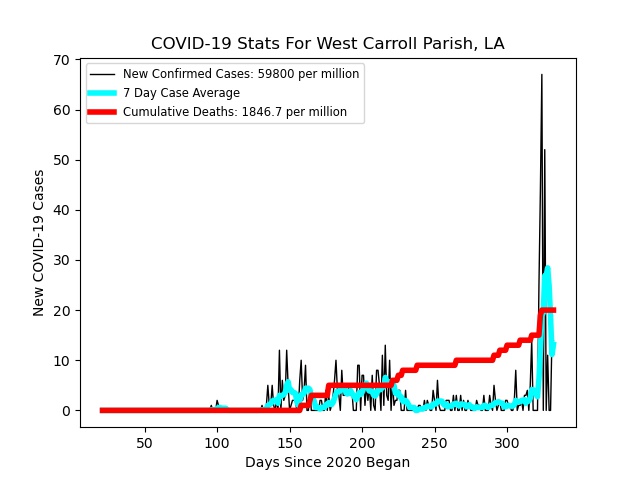 COVID-19 Stats For West Carroll Parish, LA
New Confirmed Cases: 59800 per million
7 Day Case Average
Cumulative Deaths: 1846.7 per million
New COVID-19 Cases
70
60
50
40
30
20
10
0
50 100 150 200 250 300
Days Since 2020 Began